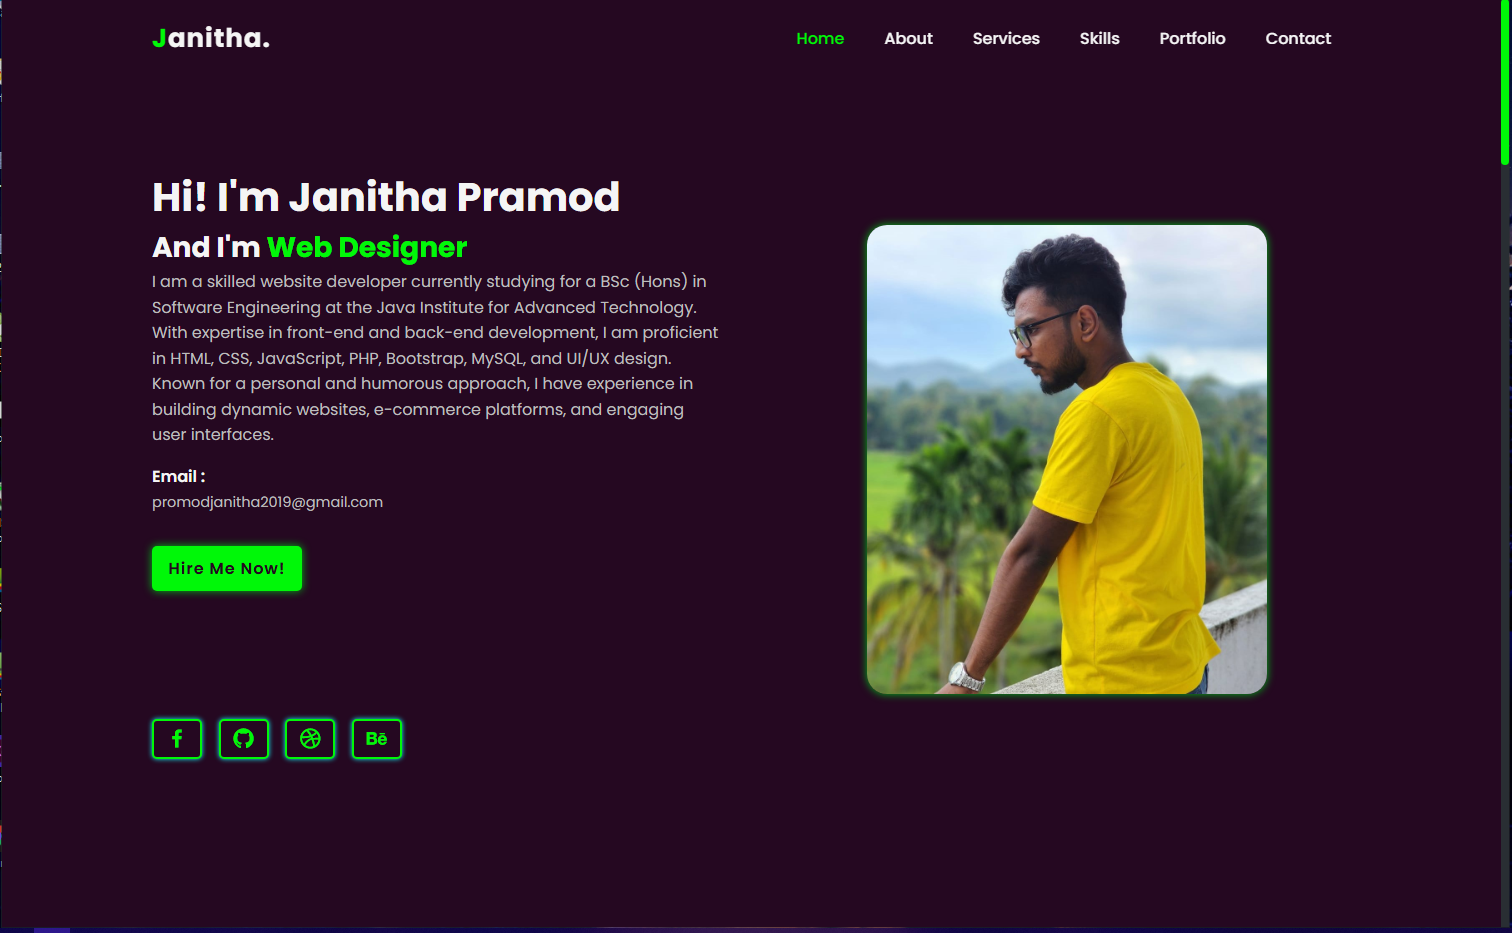 Janitha.
Home About Services Skills Portfolio Contact
Hi! I'm Janitha Pramod
And I'm Web Designer
I am a skilled website developer currently studying for a BSc (Hons) in
Software Engineering at the Java Institute for Advanced Technology.
With expertise in front-end and back-end development, I am proficient
in HTML, CSS, JavaScript, PHP, Bootstrap, MySQL, and UI/UX design.
Known for a personal and humorous approach, I have experience in
building dynamic websites, e-commerce platforms, and engaging
user interfaces.
Email :
promodjanitha2019@gmail.com
Hire Me Now!
Bē